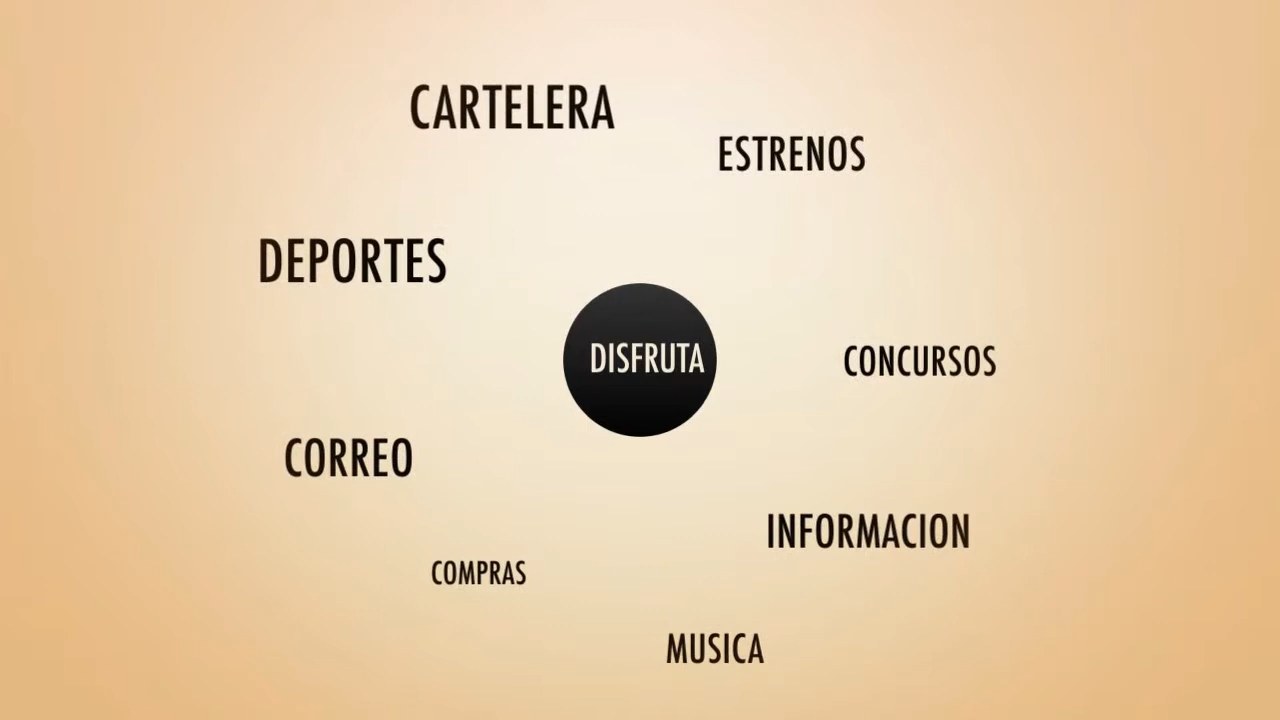 CARTELERA
ESTRENOS
DEPORTES
DISFRUTA
CONCURSOS
CORREO
INFORMACION
COMPRAS
MUSICA